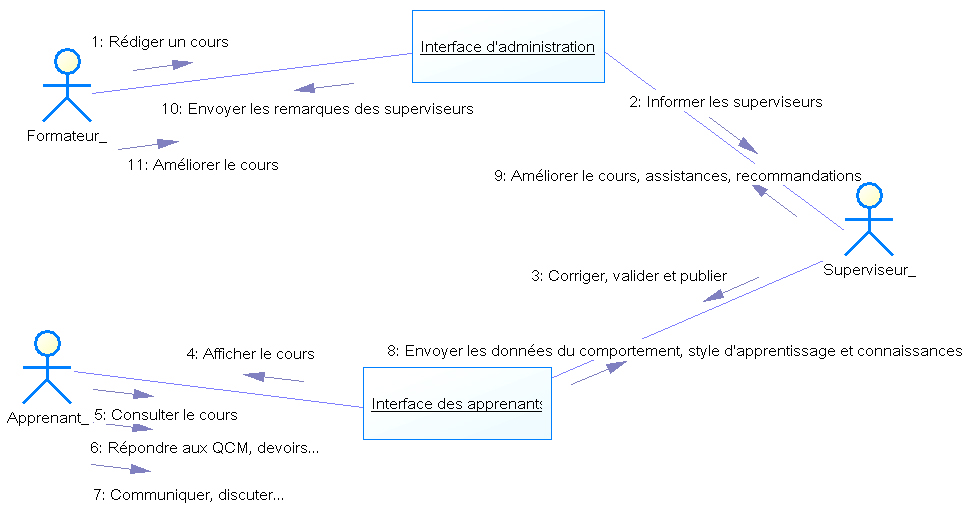 1: Rédiger un cours
Interface d'administration
2: Informer les superviseurs
10: Envoyer les remarques des superviseurs
Formateur_
11: Améliorer le cours
9: Améliorer le cours, assistances, recommandations
Superviseur_
3: Corriger, valider et publier
4: Afficher le cours
8: Envoyer les données du comportement, style d'apprentissage et connaissances
Interface des apprenants
Apprenant_
5: Consulter le cours
6: Répondre aux QCM, devoirs...
7: Communiquer, discuter...